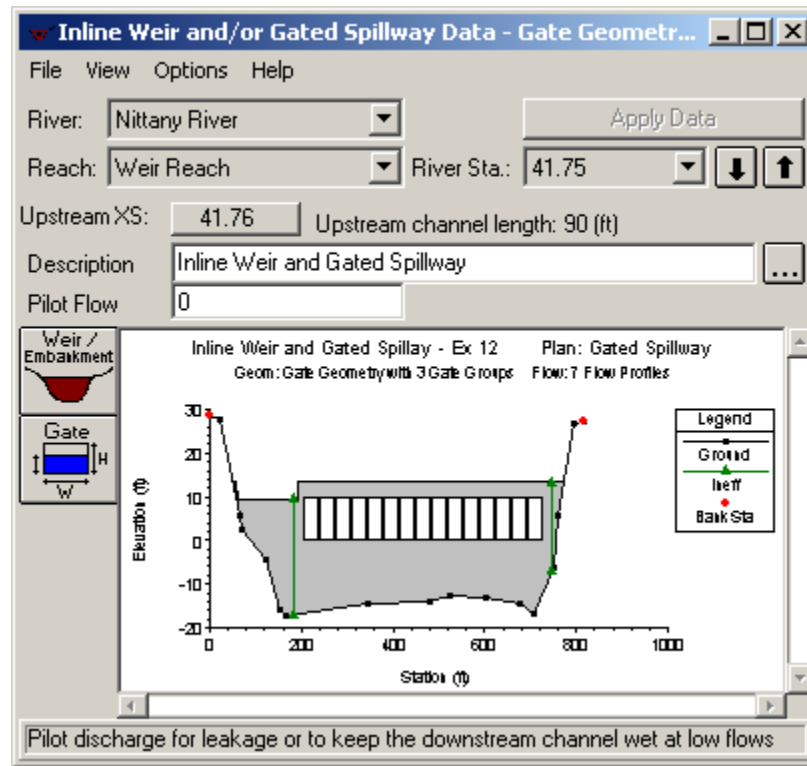 Inline Weir and/or Gated Spillway Data - Gate Geometr...
File View Options Help
River: Nittany River Apply Data
Reach: Weir Reach River Sta.: 41.75
Upstream XS: 41.76 Upstream channel length: 90 (ft)
Description Inline Weir and Gated Spillway ...
Pilot Flow 0
Weir /
Embankment
Gate
H
W
Inline Weir and Gated Spillay - Ex 12 Plan: Gated Spillway
Geom: Gate Geometry with 3 Gate Groups Flow: 7 Flow Profiles
30
20
10
0
-10
-20
Elevation (ft)
0 200 400 600 800 1000
Station (ft)
Legend
Ground
Ineff
Bank Sta
Pilot discharge for leakage or to keep the downstream channel wet at low flows